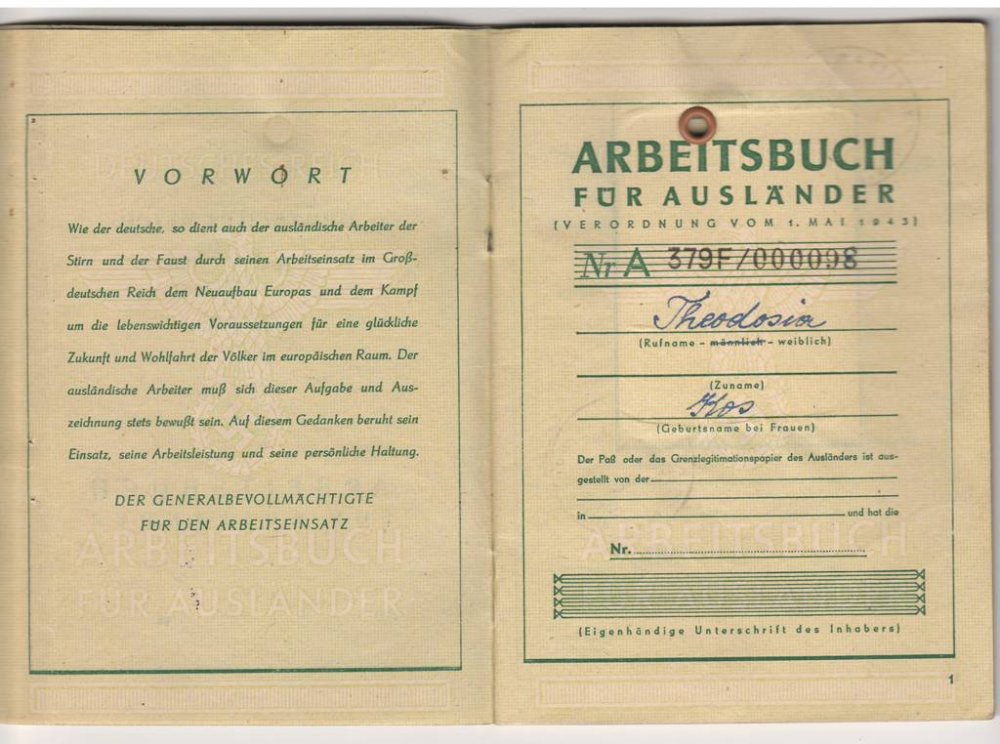 VORWORT
Wie der deutsche, so dient auch der ausländische Arbeiter der
Stirn und der Faust durch seinen Arbeitseinsatz im Groß-
deutschen Reich dem Neuaufbau Europas und dem Kampf
um die lebenswichtigen Voraussetzungen für eine glückliche
Zukunft und Wohlfahrt der Völker im europäischen Raum. Der
ausländische Arbeiter muß sich dieser Aufgabe und Aus-
zeichnung stets bewußt sein. Auf diesem Gedanken beruht sein
Einsatz, seine Arbeitsleistung und seine persönliche Haltung.
DER GENERALBEVOLLMÄCHTIGTE
FÜR DEN ARBEITSEINSATZ
DEUTSCHES REICH
ARBEITSBUCH
FÜR AUSLÄNDER
ARBEITSBUCH
FÜR AUSLÄNDER
(VERORDNUNG VOM 1. MAI 1943)
Nr A 379F/000098
Theodosia
(Rufname – männlich – weiblich)
(Zuname)
Kos
(Geburtsname bei Frauen)
Der Paß oder das Grenzlegitimationspapier des Ausländers ist aus-
gestellt von der
in und hat die
Nr.
(Eigenhändige Unterschrift des Inhabers)
ARBEITSBUCH
FÜR AUSLÄNDER
1